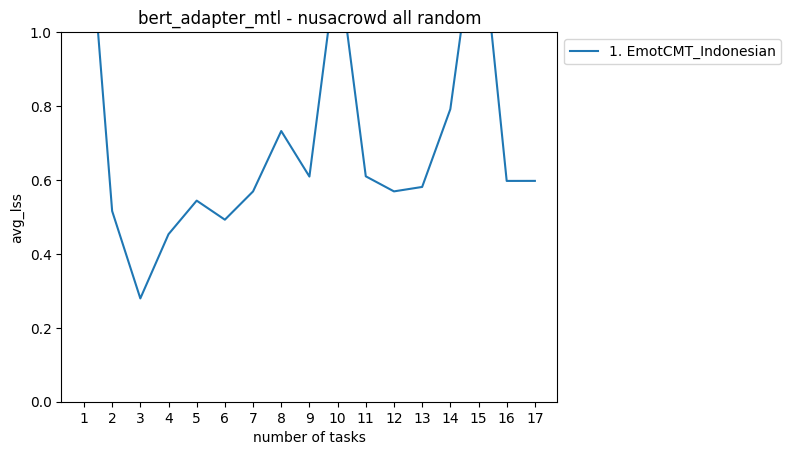 bert_adapter_mtl - nusacrowd all random
1. EmotCMT_Indonesian
avg_lss
1.0
0.8
0.6
0.4
0.2
0.0
1 2 3 4 5 6 7 8 9 10 11 12 13 14 15 16 17
number of tasks